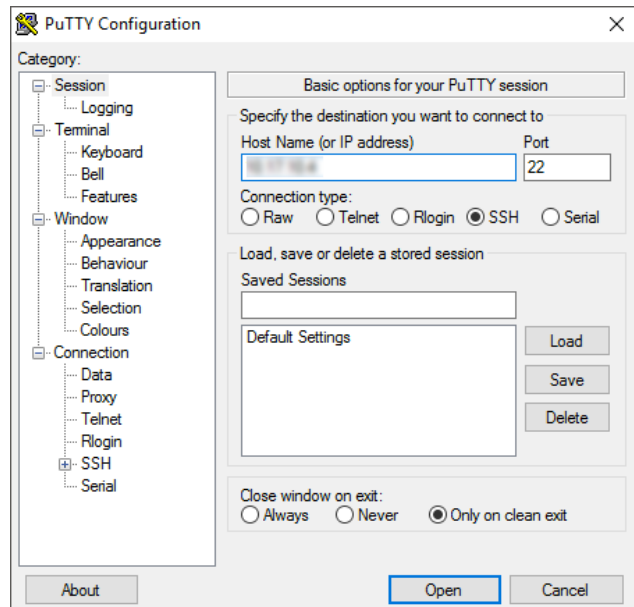 PuTTY Configuration
Category:
Session
Logging
Terminal
Keyboard
Bell
Features
Window
Appearance
Behaviour
Translation
Selection
Colours
Connection
Data
Proxy
Telnet
Rlogin
SSH
Serial
Basic options for your PuTTY session
Specify the destination you want to connect to
Host Name (or IP address) Port
22
Connection type:
Raw Telnet Rlogin SSH Serial
Load, save or delete a stored session
Saved Sessions
Default Settings
Load
Save
Delete
Close window on exit:
Always Never Only on clean exit
About Open Cancel